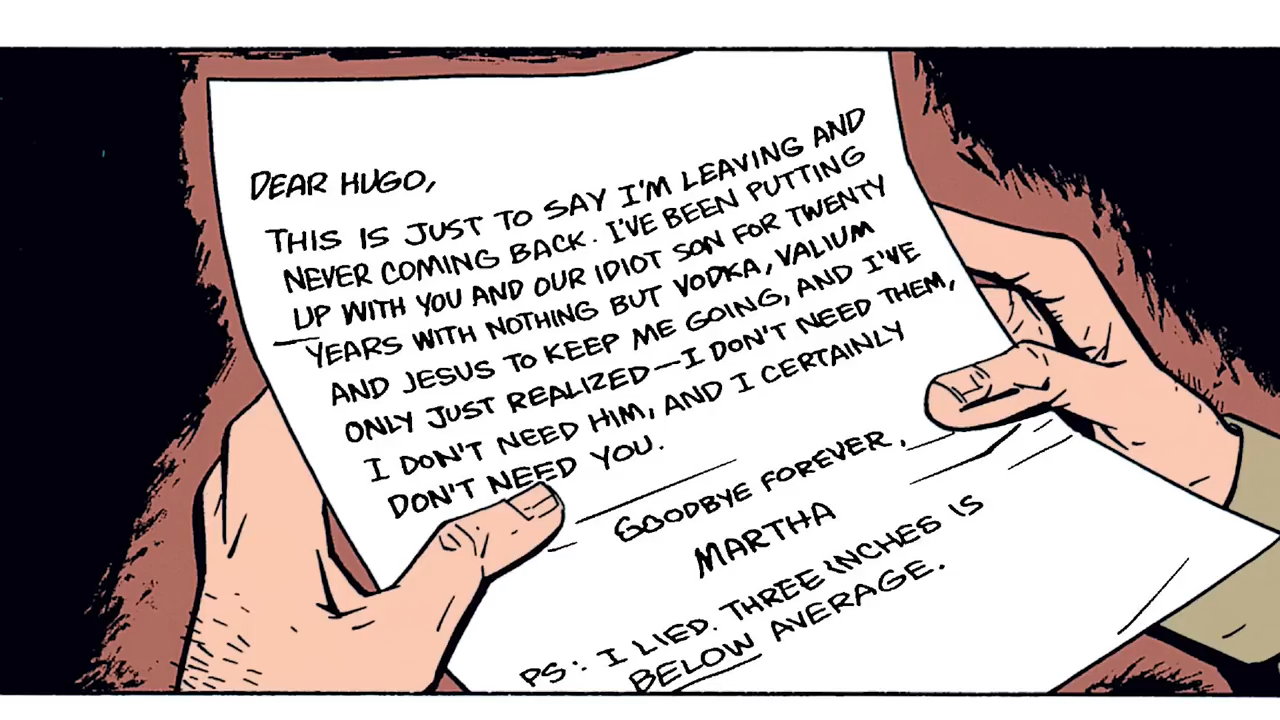 DEAR HUGO,
THIS IS JUST TO SAY I'M LEAVING AND
NEVER COMING BACK. I'VE BEEN PUTTING
UP WITH YOU AND OUR IDIOT SON FOR TWENTY
YEARS WITH NOTHING BUT VODKA, VALIUM
AND JESUS TO KEEP ME GOING, AND I'VE
ONLY JUST REALIZED—I DON'T NEED THEM,
I DON'T NEED HIM, AND I CERTAINLY
DON'T NEED YOU.
GOODBYE FOREVER,
MARTHA
PS: I LIED. THREE INCHES IS
BELOW AVERAGE.